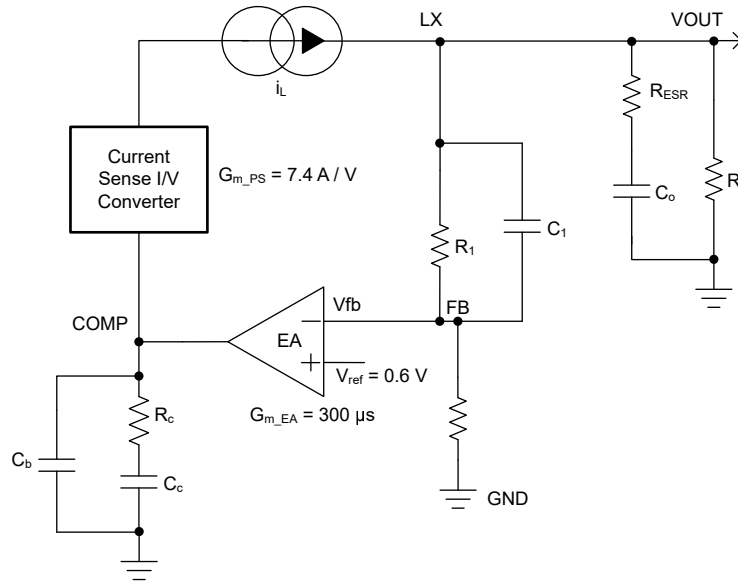 LX
VOUT
iL
RESR
Current
Sense I/V
Converter
Gm_PS = 7.4 A / V
Co
R
C1
R1
Vfb
FB
COMP
EA
Vref = 0.6 V
Gm_EA = 300 µs
Rc
Cb
Cc
GND